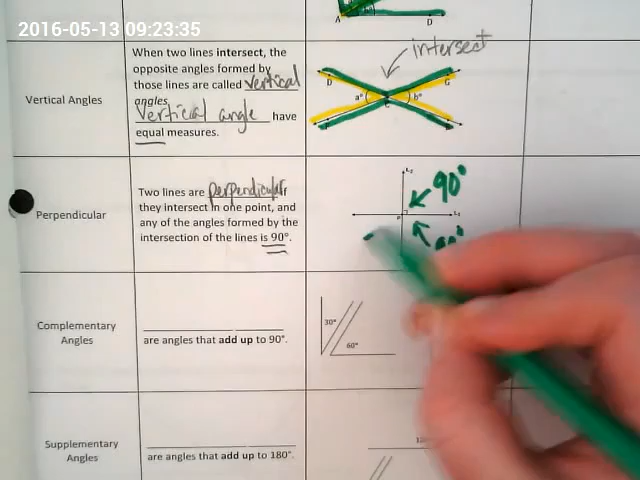 2016-05-13 09:23:35
A
D
Vertical Angles
When two lines intersect, the
opposite angles formed by
those lines are called vertical
angles.
vertical angle have
equal measures.
intersect
D
G
a°
b°
Perpendicular
Two lines are perpendicular if
they intersect in one point, and
any of the angles formed by the
intersection of the lines is 90°.
90°
Complementary
Angles
are angles that add up to 90°.
30°
60°
Supplementary
Angles
are angles that add up to 180°.